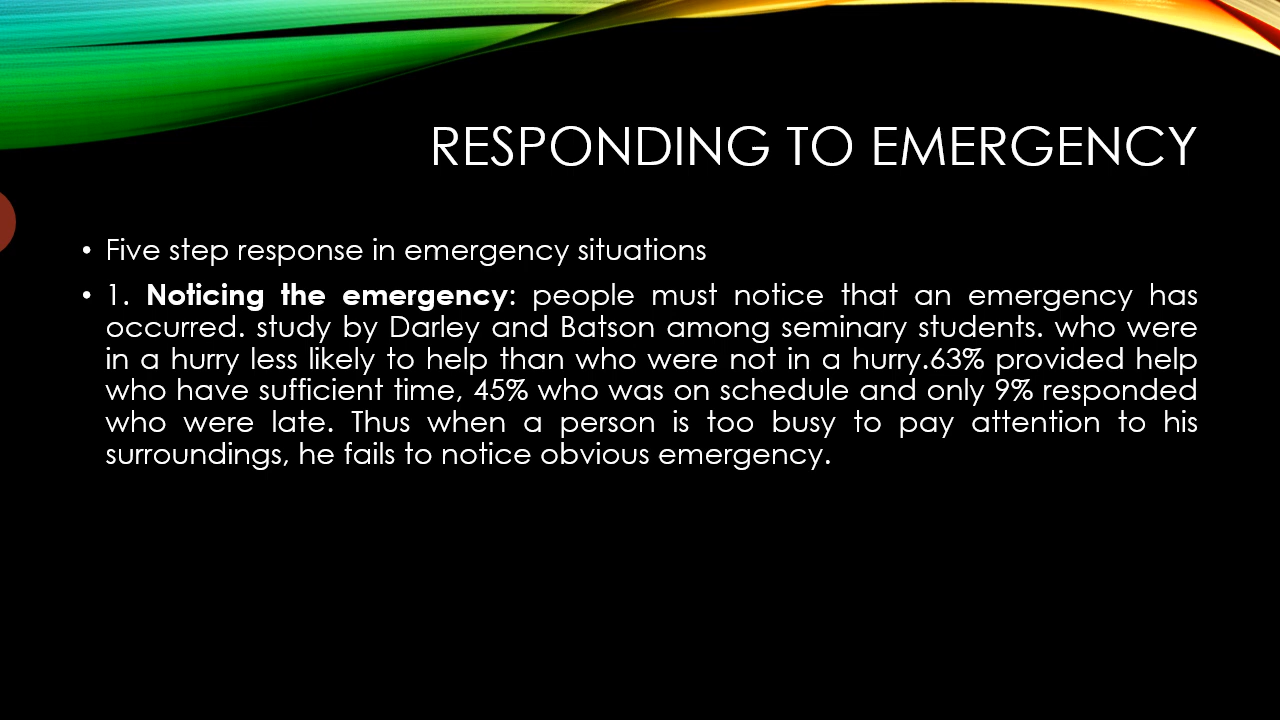 RESPONDING TO EMERGENCY
• Five step response in emergency situations
• 1. Noticing the emergency: people must notice that an emergency has
occurred. study by Darley and Batson among seminary students. who were
in a hurry less likely to help than who were not in a hurry.63% provided help
who have sufficient time, 45% who was on schedule and only 9% responded
who were late. Thus when a person is too busy to pay attention to his
surroundings, he fails to notice obvious emergency.